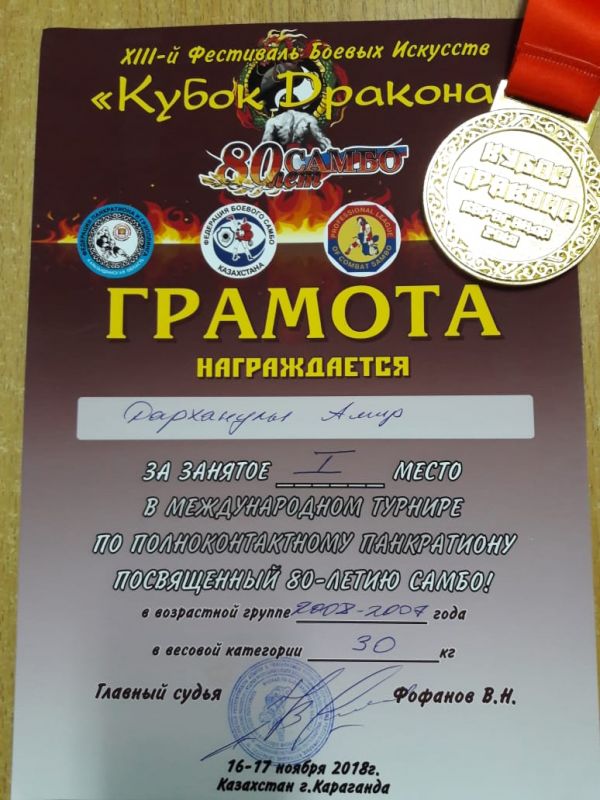 XIII-й Фестиваль Боевых Искусств
«Кубок Дракона
80 лет САМБО
ФЕДЕРАЦИЯ БОЕВОГО САМБО
КАЗАХСТАНА
PROFESSIONAL LEAGUE
OF COMBAT SAMBO
КУБОК
ДРАКОНА
ГРАМОТА
НАГРАЖДАЕТСЯ
Дарханулы Амир
ЗА ЗАНЯТОЕ I МЕСТО
В МЕЖДУНАРОДНОМ ТУРНИРЕ
ПО ПОЛНОКОНТАКТНОМУ ПАНКРАТИОНУ
ПОСВЯЩЕННЫЙ 80-ЛЕТИЮ САМБО!
в возрастной группе 2008-2007 года
в весовой категории 30 кг
Главный судья Фофанов В.Н.
16-17 ноября 2018г.
Казахстан г.Караганда